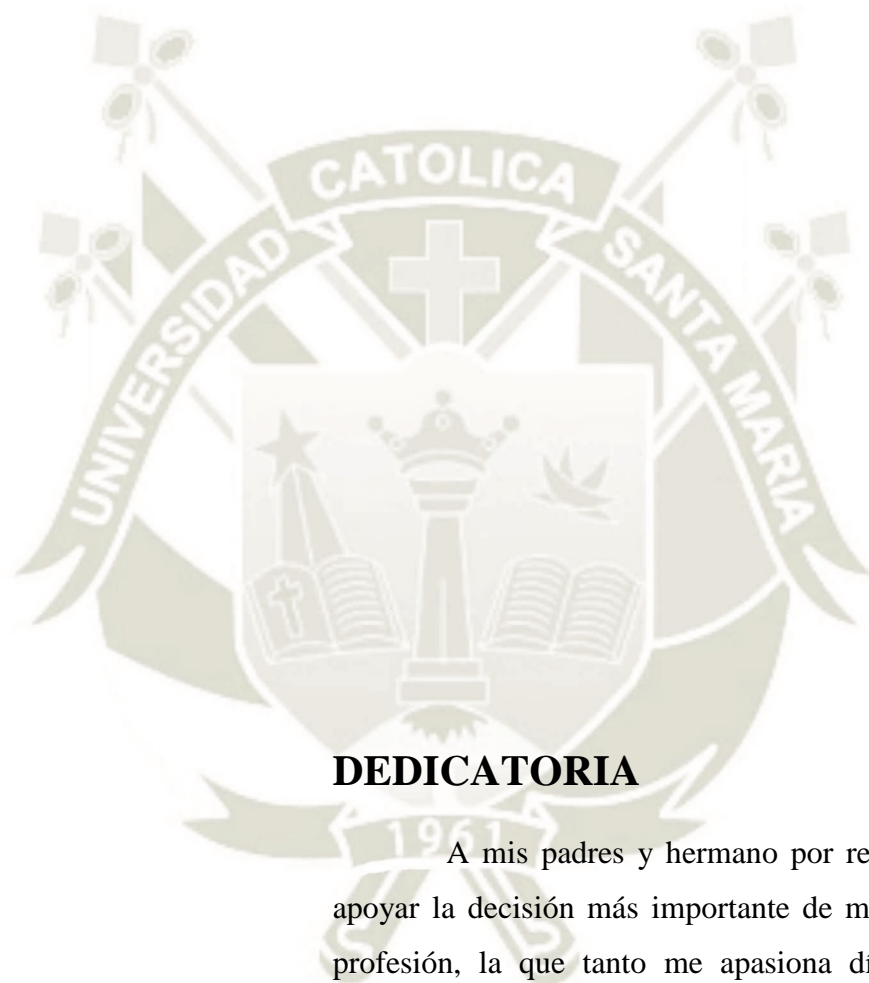 CATOLICA
UNIVERSIDAD
SANTA MARIA
DEDICATORIA
1961
A mis padres y hermano por
apoyar la decisión más importante de
profesión, la que tanto me apasiona